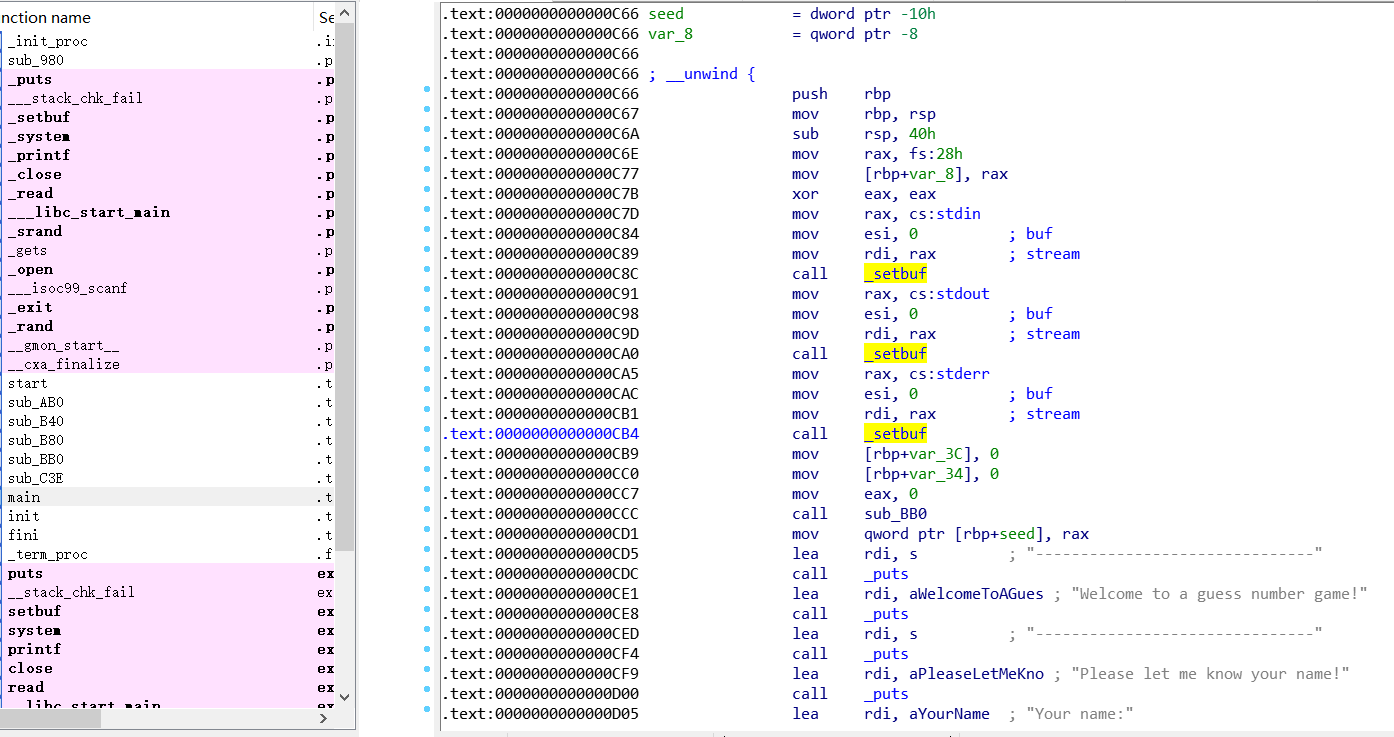 nction name Se
_init_proc .i
sub_980 .p
_puts .p
___stack_chk_fail .p
_setbuf .p
_system .p
_printf .p
_close .p
_read .p
___libc_start_main .p
_srand .p
_gets .p
_open .p
___isoc99_scanf .p
_exit .p
_rand .p
__gmon_start__ .p
__cxa_finalize .p
start .t
sub_AB0 .t
sub_B40 .t
sub_B80 .t
sub_BB0 .t
sub_C3E .t
main .t
init .t
fini .t
_term_proc .f
puts ex
__stack_chk_fail ex
setbuf ex
system ex
printf ex
close ex
read ex
__libc_start_main ex
.text:0000000000000C66 seed = dword ptr -10h
.text:0000000000000C66 var_8 = qword ptr -8
.text:0000000000000C66
.text:0000000000000C66 ; __unwind {
.text:0000000000000C66 push rbp
.text:0000000000000C67 mov rbp, rsp
.text:0000000000000C6A sub rsp, 40h
.text:0000000000000C6E mov rax, fs:28h
.text:0000000000000C77 mov [rbp+var_8], rax
.text:0000000000000C7B xor eax, eax
.text:0000000000000C7D mov rax, cs:stdin
.text:0000000000000C84 mov esi, 0 ; buf
.text:0000000000000C89 mov rdi, rax ; stream
.text:0000000000000C8C call _setbuf
.text:0000000000000C91 mov rax, cs:stdout
.text:0000000000000C98 mov esi, 0 ; buf
.text:0000000000000C9D mov rdi, rax ; stream
.text:0000000000000CA0 call _setbuf
.text:0000000000000CA5 mov rax, cs:stderr
.text:0000000000000CAC mov esi, 0 ; buf
.text:0000000000000CB1 mov rdi, rax ; stream
.text:0000000000000CB4 call _setbuf
.text:0000000000000CB9 mov [rbp+var_3C], 0
.text:0000000000000CC0 mov [rbp+var_34], 0
.text:0000000000000CC7 mov eax, 0
.text:0000000000000CCC call sub_BB0
.text:0000000000000CD1 mov qword ptr [rbp+seed], rax
.text:0000000000000CD5 lea rdi, s ; "-------------------------------"
.text:0000000000000CDC call _puts
.text:0000000000000CE1 lea rdi, aWelcomeToAGues ; "Welcome to a guess number game!"
.text:0000000000000CE8 call _puts
.text:0000000000000CED lea rdi, s ; "-------------------------------"
.text:0000000000000CF4 call _puts
.text:0000000000000CF9 lea rdi, aPleaseLetMeKno ; "Please let me know your name!"
.text:0000000000000D00 call _puts
.text:0000000000000D05 lea rdi, aYourName ; "Your name:"